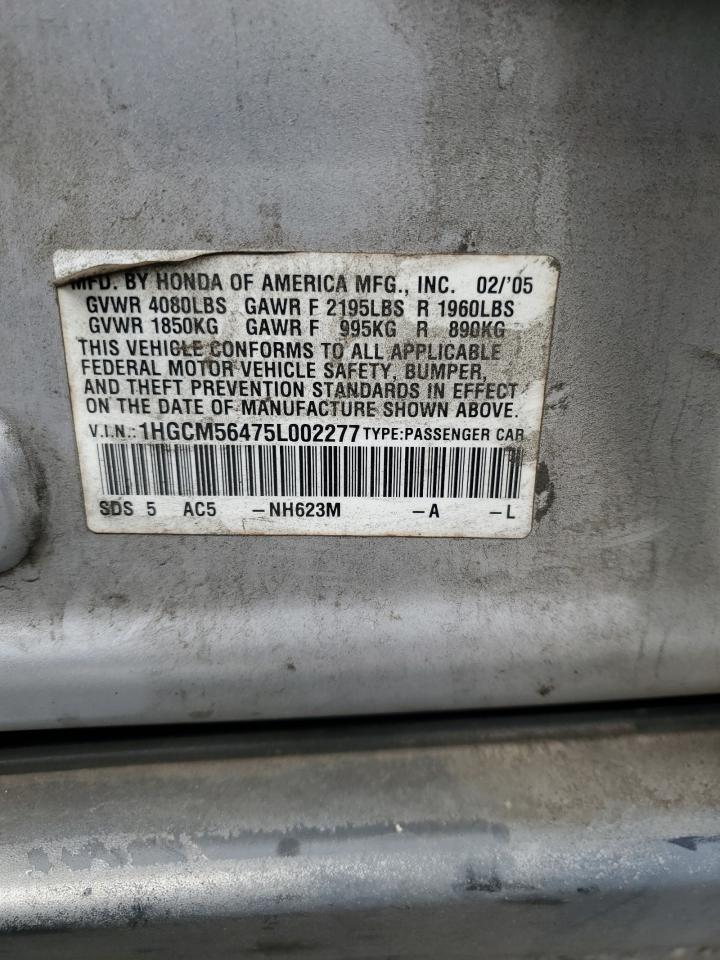 MFD. BY HONDA OF AMERICA MFG., INC. 02/'05
GVWR 4080LBS GAWR F 2195LBS R 1960LBS
GVWR 1850KG GAWR F 995KG R 890KG
THIS VEHICLE CONFORMS TO ALL APPLICABLE
FEDERAL MOTOR VEHICLE SAFETY, BUMPER,
AND THEFT PREVENTION STANDARDS IN EFFECT
ON THE DATE OF MANUFACTURE SHOWN ABOVE.
V.I.N.: 1HGCM56475L002277 TYPE:PASSENGER CAR
SDS 5 AC5 -NH623M -A -L